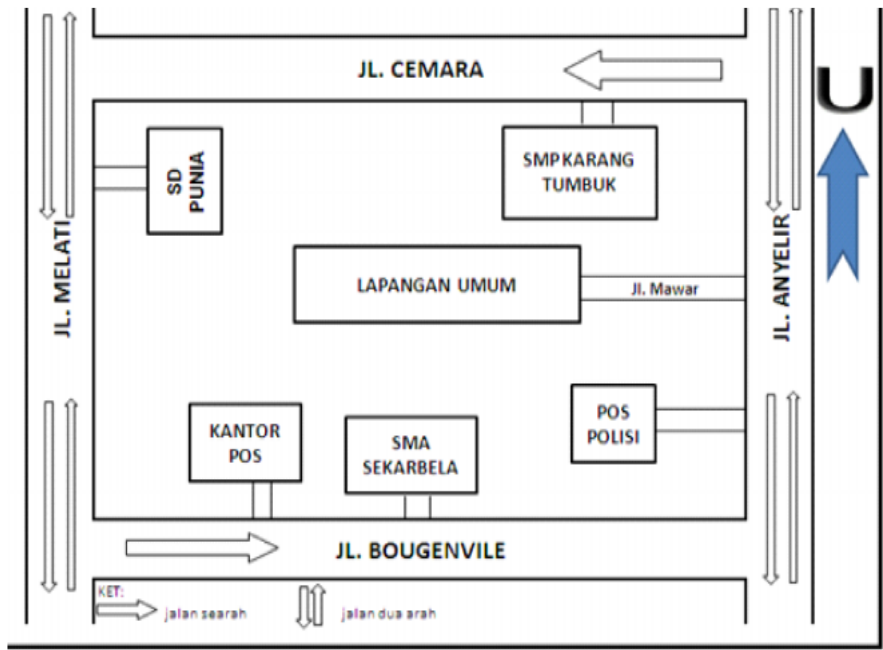 JL. CEMARA
U
SD
PUNIA
SMP KARANG
TUMBUK
JL. MELATI
LAPANGAN UMUM
Jl. Mawar
JL. ANYELIR
KANTOR
POS
SMA
SEKARBELA
POS
POLISI
JL. BOUGENVILE
KET:
jalan searah
jalan dua arah